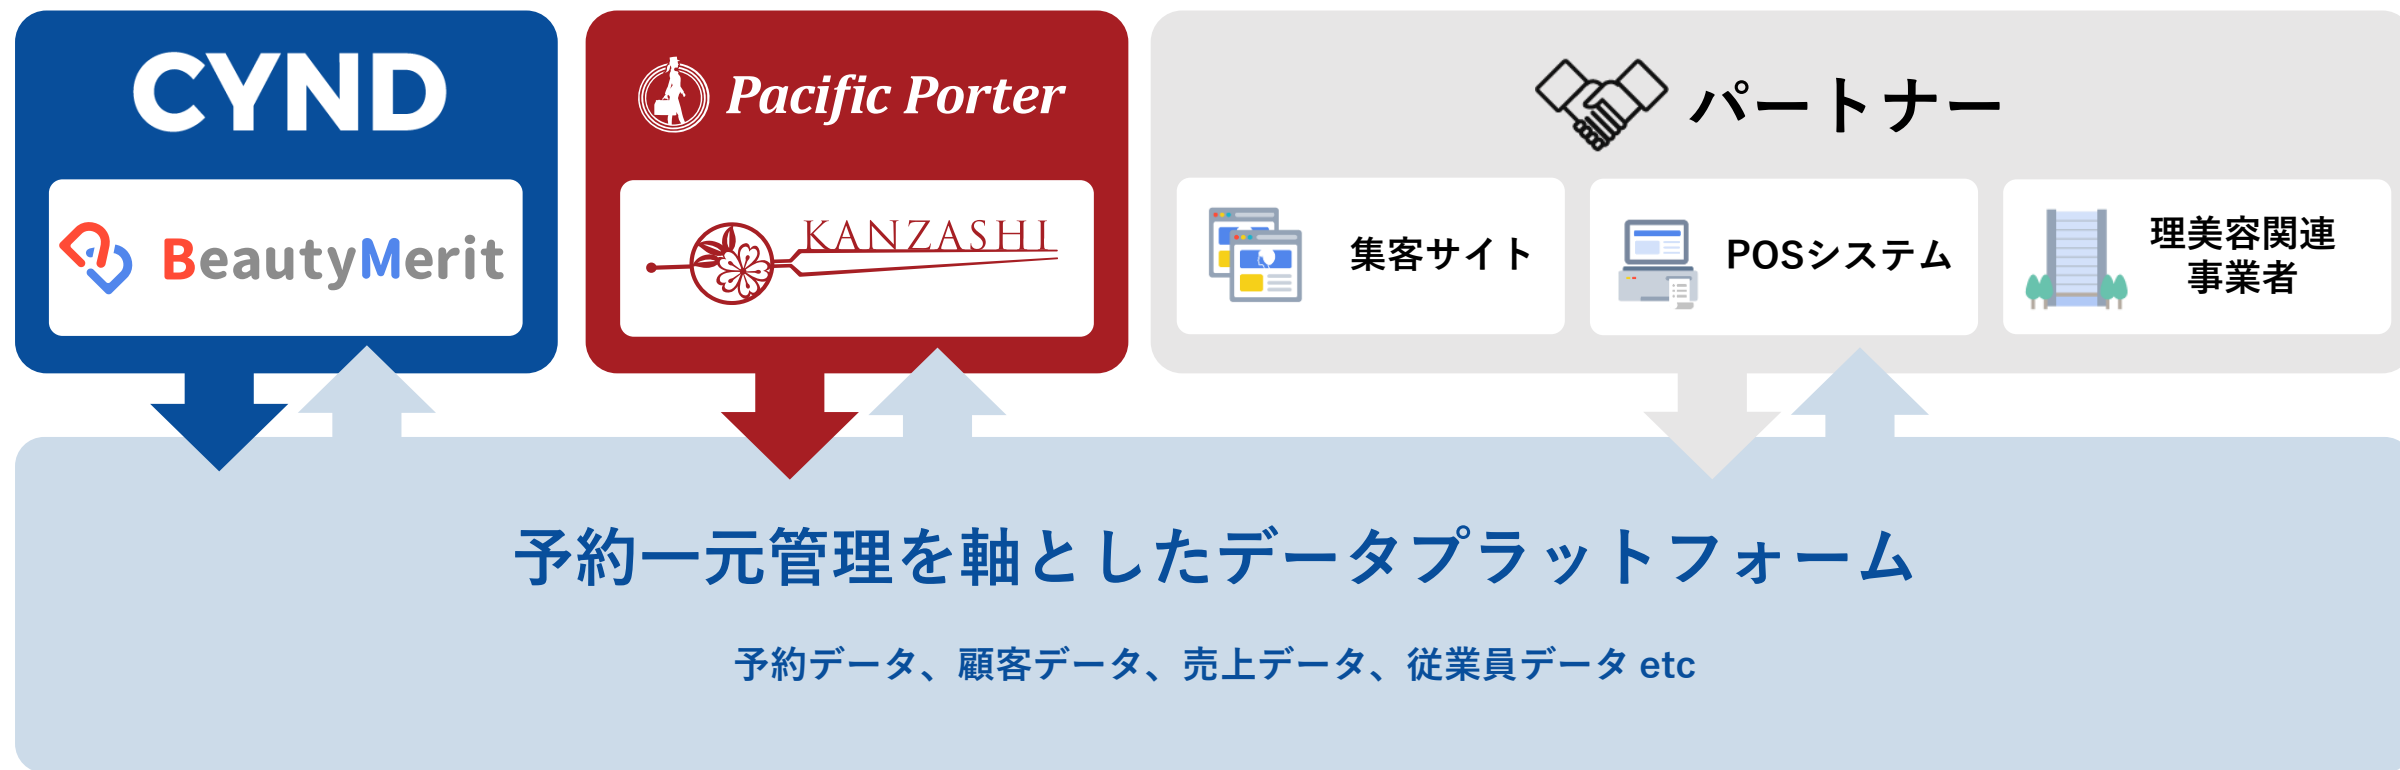 CYND
BeautyMerit
Pacific Porter
KANZASHI
パートナー
集客サイト
POSシステム
理美容関連
事業者
予約一元管理を軸としたデータプラットフォーム
予約データ、顧客データ、売上データ、従業員データ etc